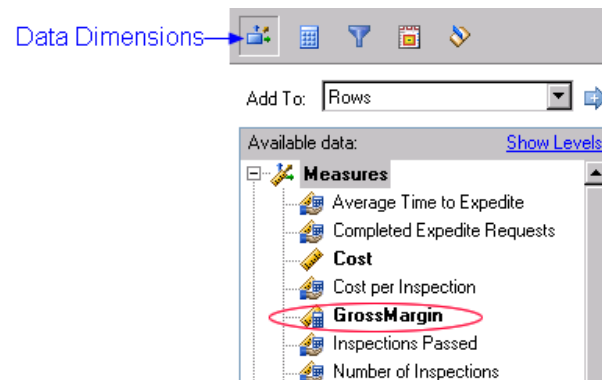 Data Dimensions
Add To: Rows
Available data: Show Levels
Measures
Average Time to Expedite
Completed Expedite Requests
Cost
Cost per Inspection
GrossMargin
Inspections Passed
Number of Inspections